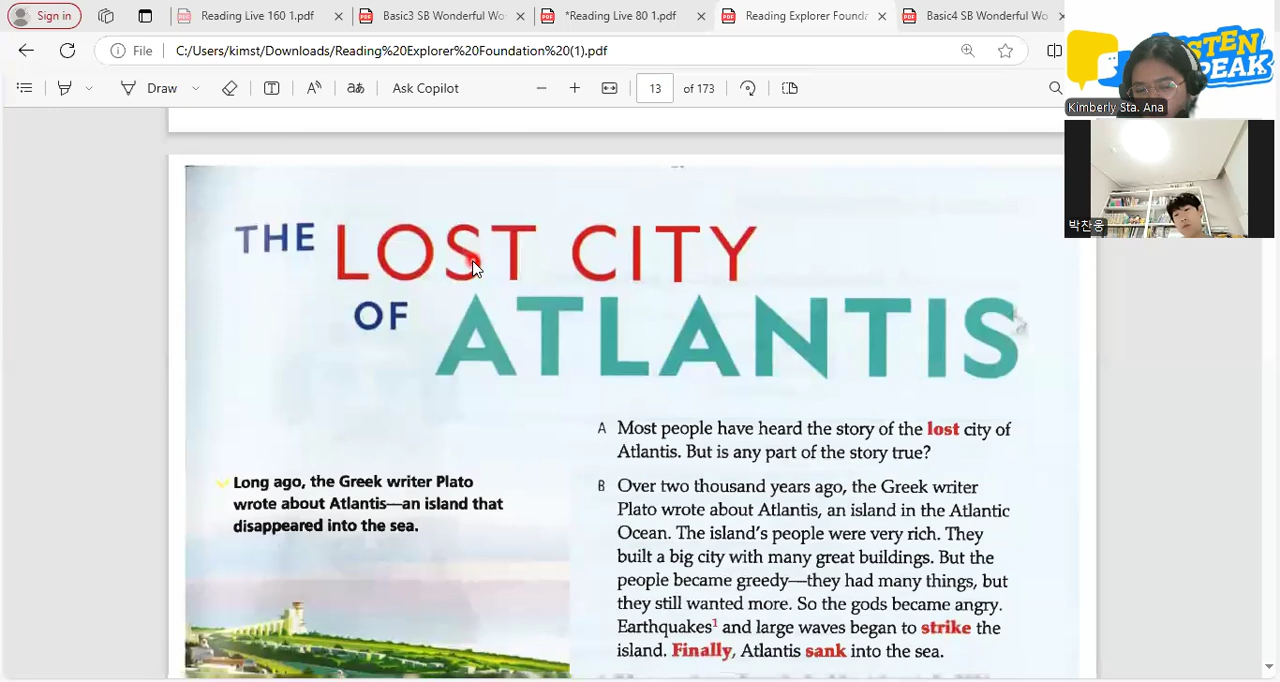 Reading Live 160 1.pdf
Basic3 SB Wonderful Wo
*Reading Live 80 1.pdf
Reading Explorer Founda
Basic4 SB Wonderful Wo
Sign in
File
C:/Users/kimst/Downloads/Reading%20Explorer%20Foundation%20(1).pdf
Draw
Ask Copilot
13 of 173
LISTEN
SPEAK
Kimberly Sta. Ana
박찬웅
THE LOST CITY
OF ATLANTIS
Long ago, the Greek writer Plato
wrote about Atlantis—an island that
disappeared into the sea.
A Most people have heard the story of the lost city of
Atlantis. But is any part of the story true?
B Over two thousand years ago, the Greek writer
Plato wrote about Atlantis, an island in the Atlantic
Ocean. The island's people were very rich. They
built a big city with many great buildings. But the
people became greedy—they had many things, but
they still wanted more. So the gods became angry.
Earthquakes¹ and large waves began to strike the
island. Finally, Atlantis sank into the sea.